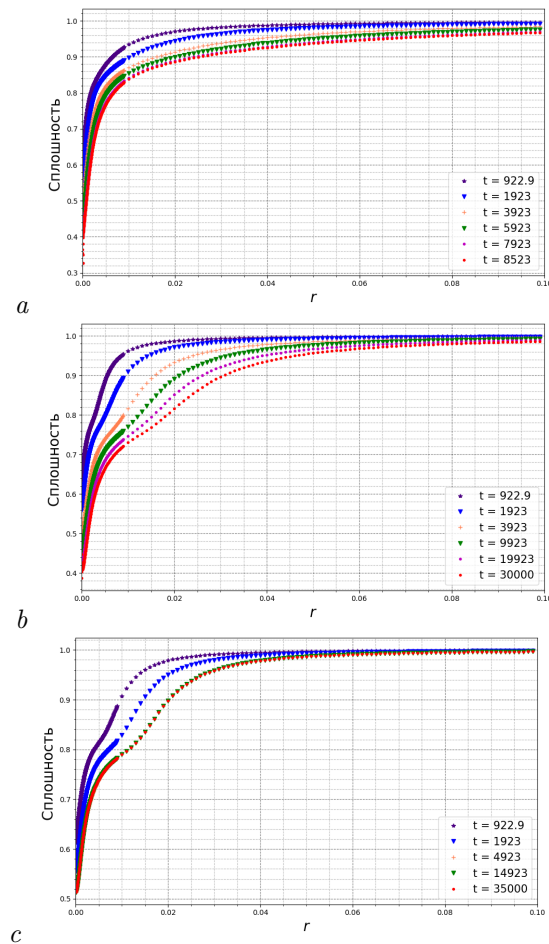 1.0
0.9
0.8
0.7
0.6
0.5
0.4
0.3
Сплошность
t = 922.9
t = 1923
t = 3923
t = 5923
t = 7923
t = 8523
0.00 0.02 0.04 0.06 0.08 0.10
r
a
1.0
0.9
0.8
0.7
0.6
0.5
0.4
Сплошность
t = 922.9
t = 1923
t = 3923
t = 9923
t = 19923
t = 30000
0.00 0.02 0.04 0.06 0.08 0.10
r
b
1.0
0.9
0.8
0.7
0.6
0.5
Сплошность
t = 922.9
t = 1923
t = 4923
t = 14923
t = 35000
0.00 0.02 0.04 0.06 0.08 0.10
r
c